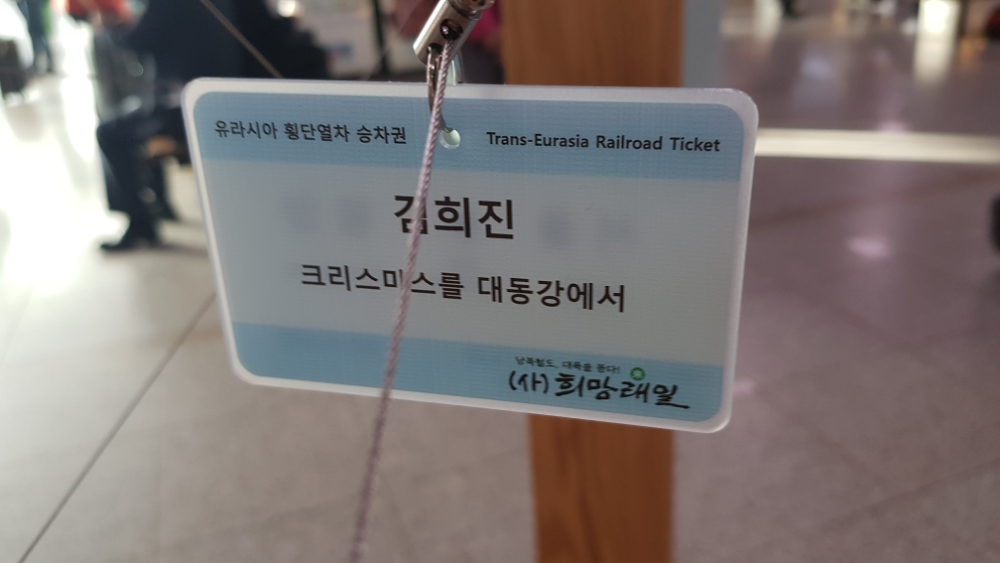 유라시아 횡단열차 승차권
Trans-Eurasia Railroad Ticket
김희진
크리스마스를 대동강에서
남북철도, 대륙을 품다!
(사)희망래일